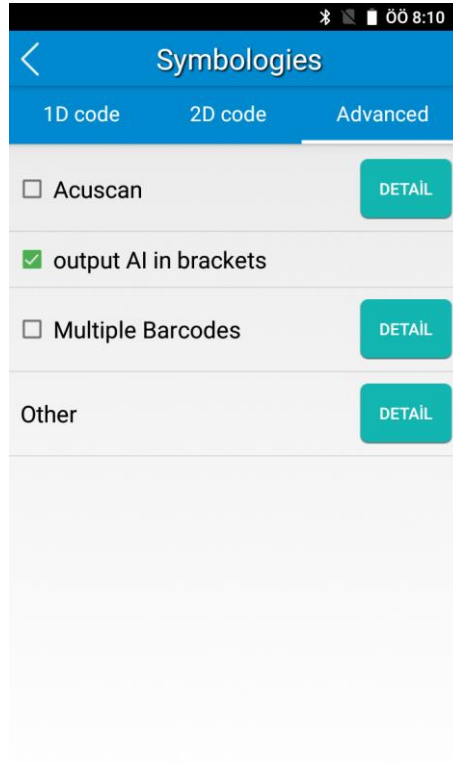 ÖÖ 8:10
Symbologies
1D code 2D code Advanced
Acuscan DETAİL
output AI in brackets
Multiple Barcodes DETAİL
Other DETAİL